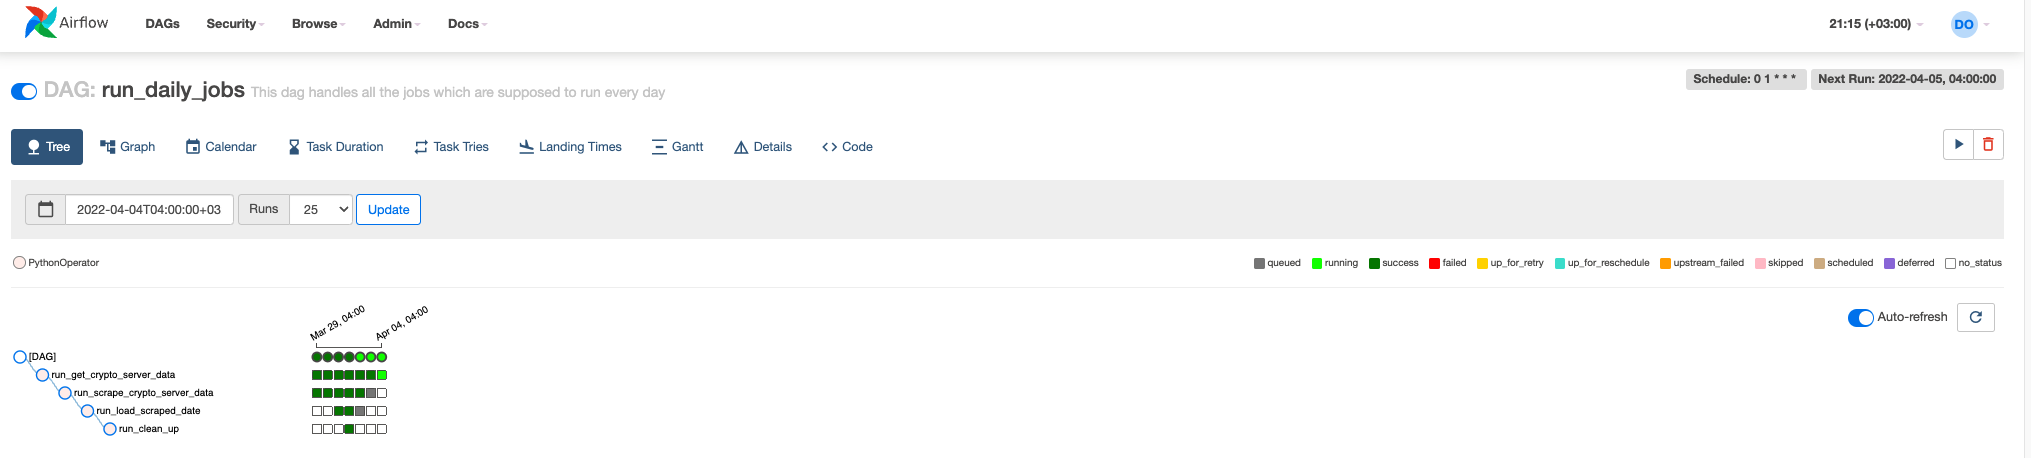 Airflow DAGs Security Browse Admin Docs 21:15 (+03:00) DO
DAG: run_daily_jobs This dag handles all the jobs which are supposed to run every day Schedule: 0 1 * * * Next Run: 2022-04-05, 04:00:00
Tree Graph Calendar Task Duration Task Tries Landing Times Gantt Details Code
2022-04-04T04:00:00+03 Runs 25 Update
PythonOperator queued running success failed up_for_retry up_for_reschedule upstream_failed skipped scheduled deferred no_status
Mar 29, 04:00 Apr 04, 04:00 Auto-refresh
[DAG]
run_get_crypto_server_data
run_scrape_crypto_server_data
run_load_scraped_date
run_clean_up